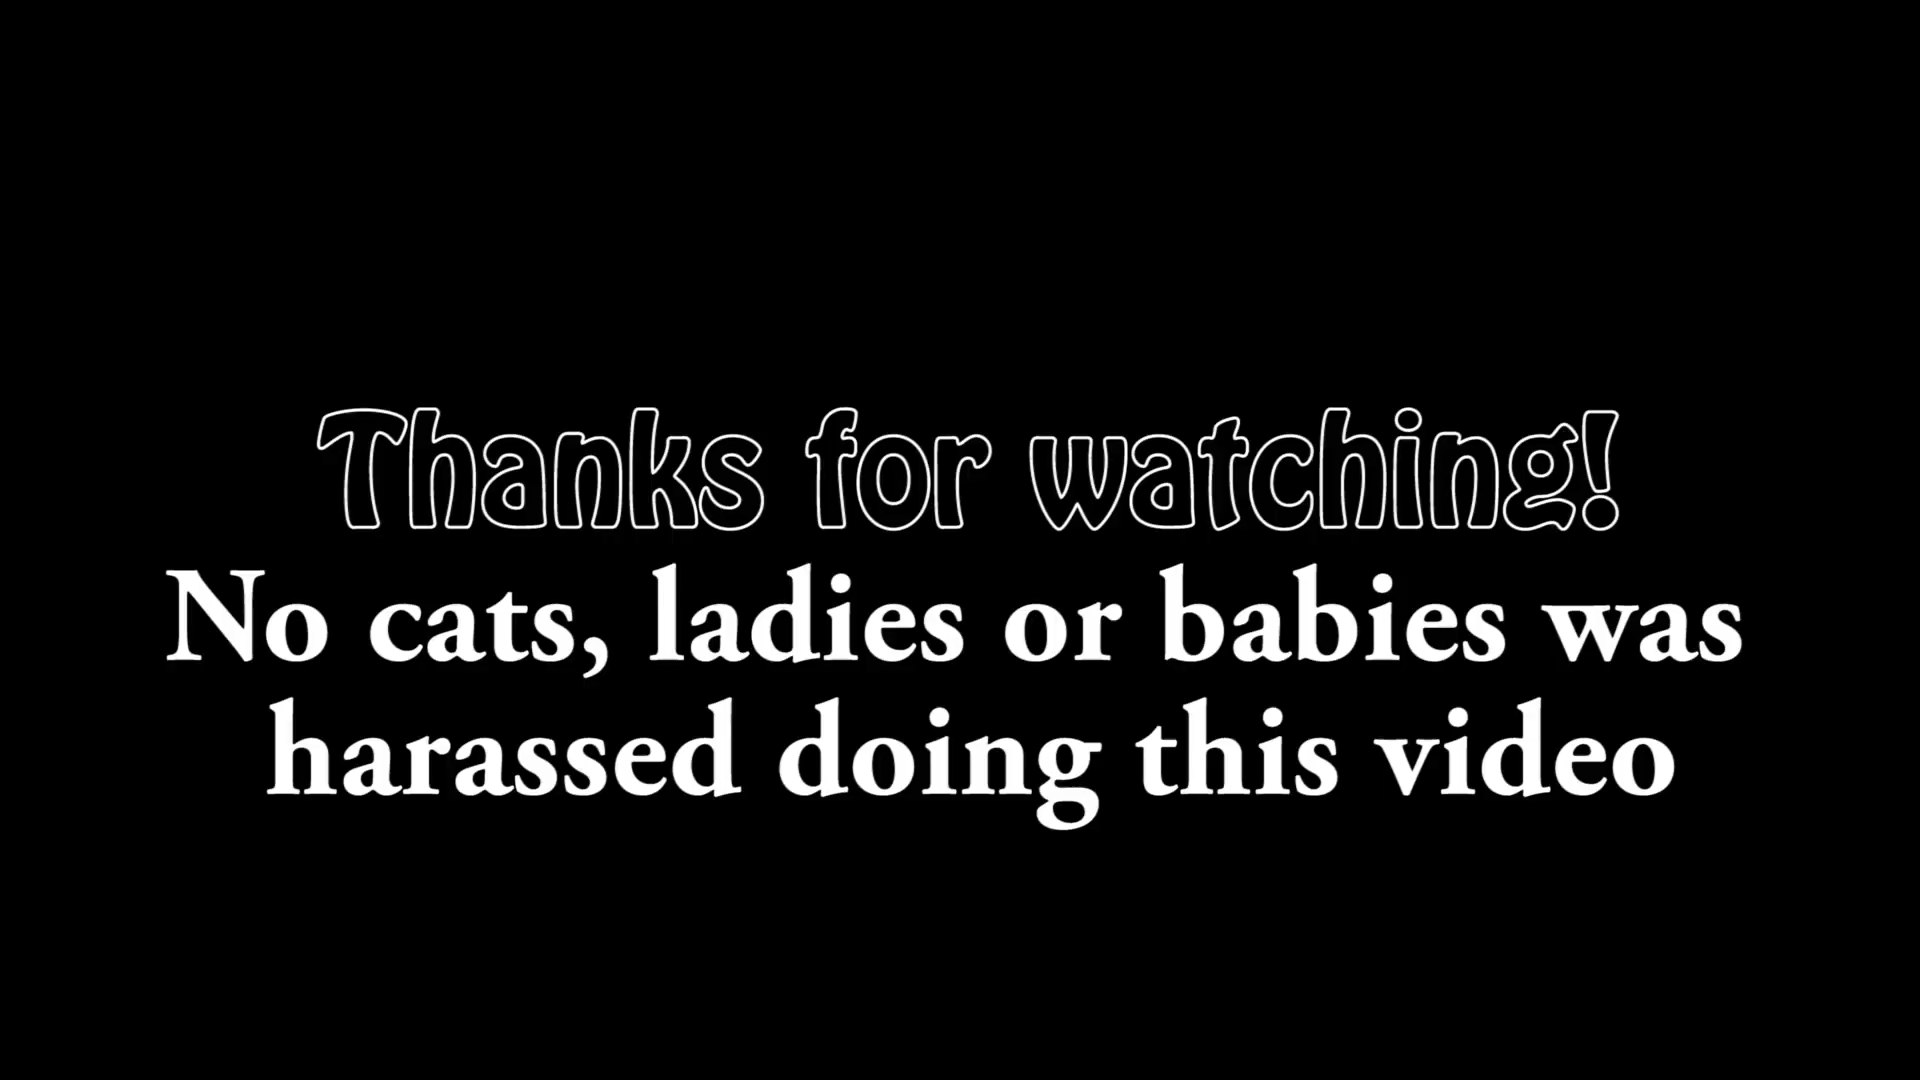 Thanks for watching!
No cats, ladies or babies was
harassed doing this video